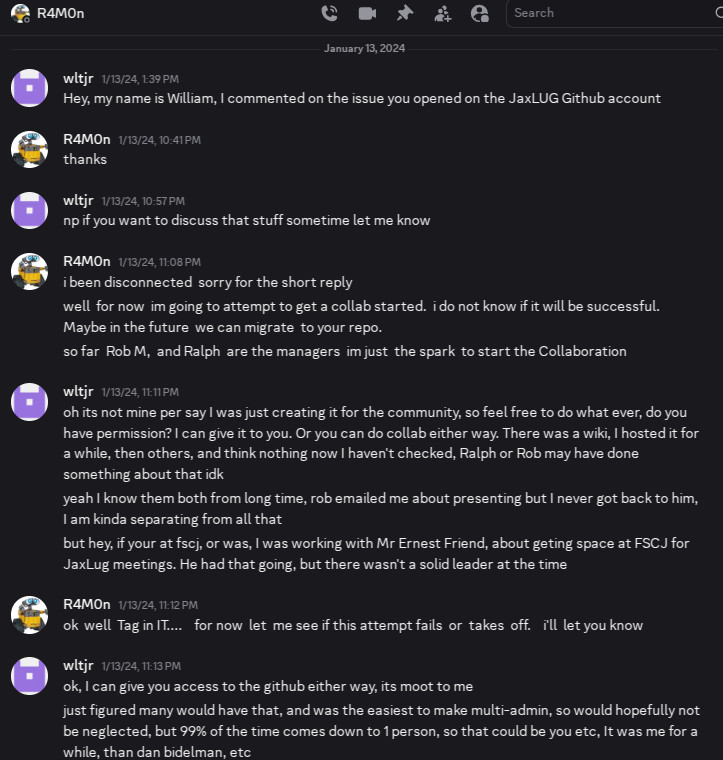 R4M0n
Search
January 13, 2024
wltjr 1/13/24, 1:39 PM
Hey, my name is William, I commented on the issue you opened on the JaxLUG Github account
R4M0n 1/13/24, 10:41 PM
thanks
wltjr 1/13/24, 10:57 PM
np if you want to discuss that stuff sometime let me know
R4M0n 1/13/24, 11:08 PM
i been disconnected sorry for the short reply
well for now im going to attempt to get a collab started. i do not know if it will be successful.
Maybe in the future we can migrate to your repo.
so far Rob M, and Ralph are the managers im just the spark to start the Collaboration
wltjr 1/13/24, 11:11 PM
oh its not mine per say I was just creating it for the community, so feel free to do what ever, do you
have permission? I can give it to you. Or you can do collab either way. There was a wiki, I hosted it for
a while, then others, and think nothing now I haven't checked, Ralph or Rob may have done
something about that idk
yeah I know them both from long time, rob emailed me about presenting but I never got back to him,
I am kinda separating from all that
but hey, if your at fscj, or was, I was working with Mr Ernest Friend, about geting space at FSCJ for
JaxLug meetings. He had that going, but there wasn't a solid leader at the time
R4M0n 1/13/24, 11:12 PM
ok well Tag in IT.... for now let me see if this attempt fails or takes off. i'll let you know
wltjr 1/13/24, 11:13 PM
ok, I can give you access to the github either way, its moot to me
just figured many would have that, and was the easiest to make multi-admin, so would hopefully not
be neglected, but 99% of the time comes down to 1 person, so that could be you etc, It was me for a
while, than dan bidelman, etc